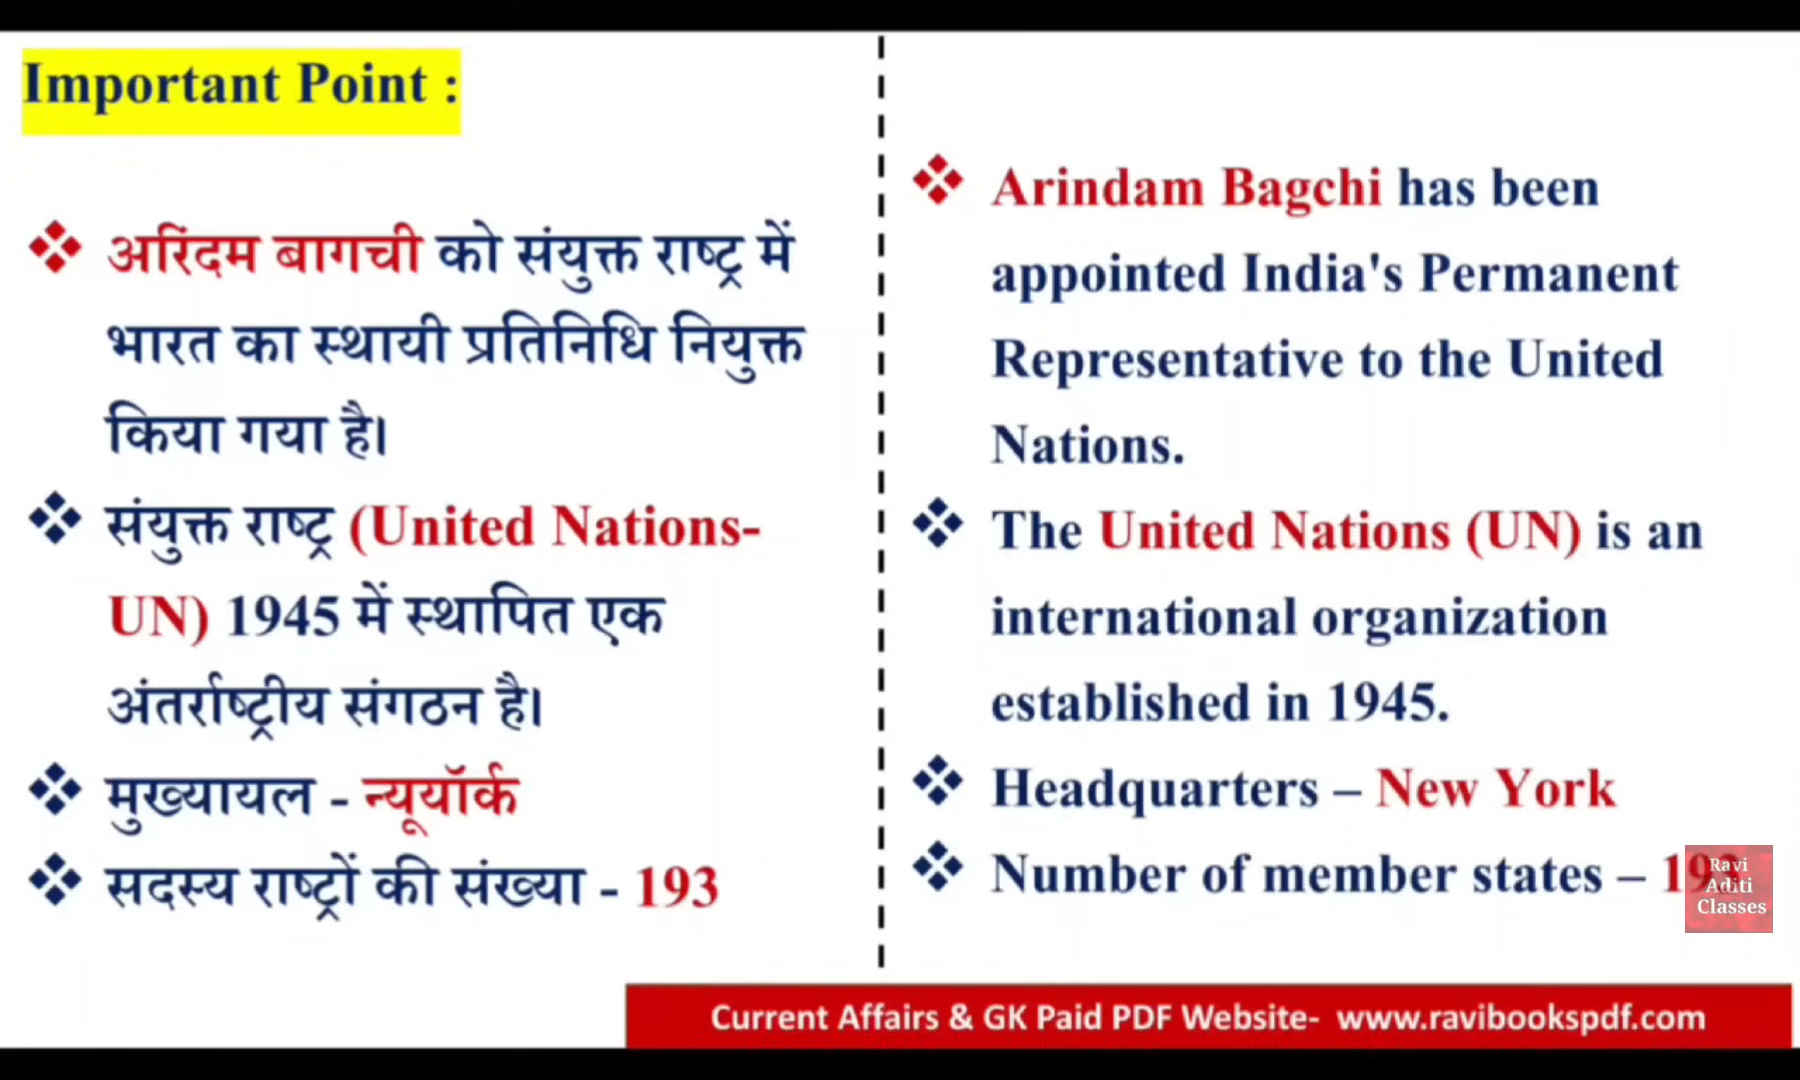 Important Point :
अरिंदम बागची को संयुक्त राष्ट्र में
भारत का स्थायी प्रतिनिधि नियुक्त
किया गया है।
संयुक्त राष्ट्र (United Nations-
UN) 1945 में स्थापित एक
अंतर्राष्ट्रीय संगठन है।
मुख्यायल - न्यूयॉर्क
सदस्य राष्ट्रों की संख्या - 193
Arindam Bagchi has been
appointed India's Permanent
Representative to the United
Nations.
The United Nations (UN) is an
international organization
established in 1945.
Headquarters – New York
Number of member states –
Ravi
Aditi
Classes
Current Affairs & GK Paid PDF Website- www.ravibookspdf.com